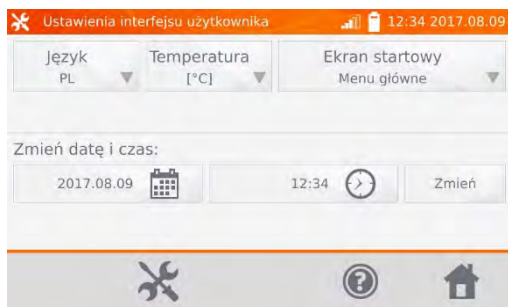 Ustawienia interfejsu użytkownika 12:34 2017.08.09
Język Temperatura Ekran startowy
PL [°C] Menu główne
Zmień datę i czas:
2017.08.09 12:34 Zmień
?